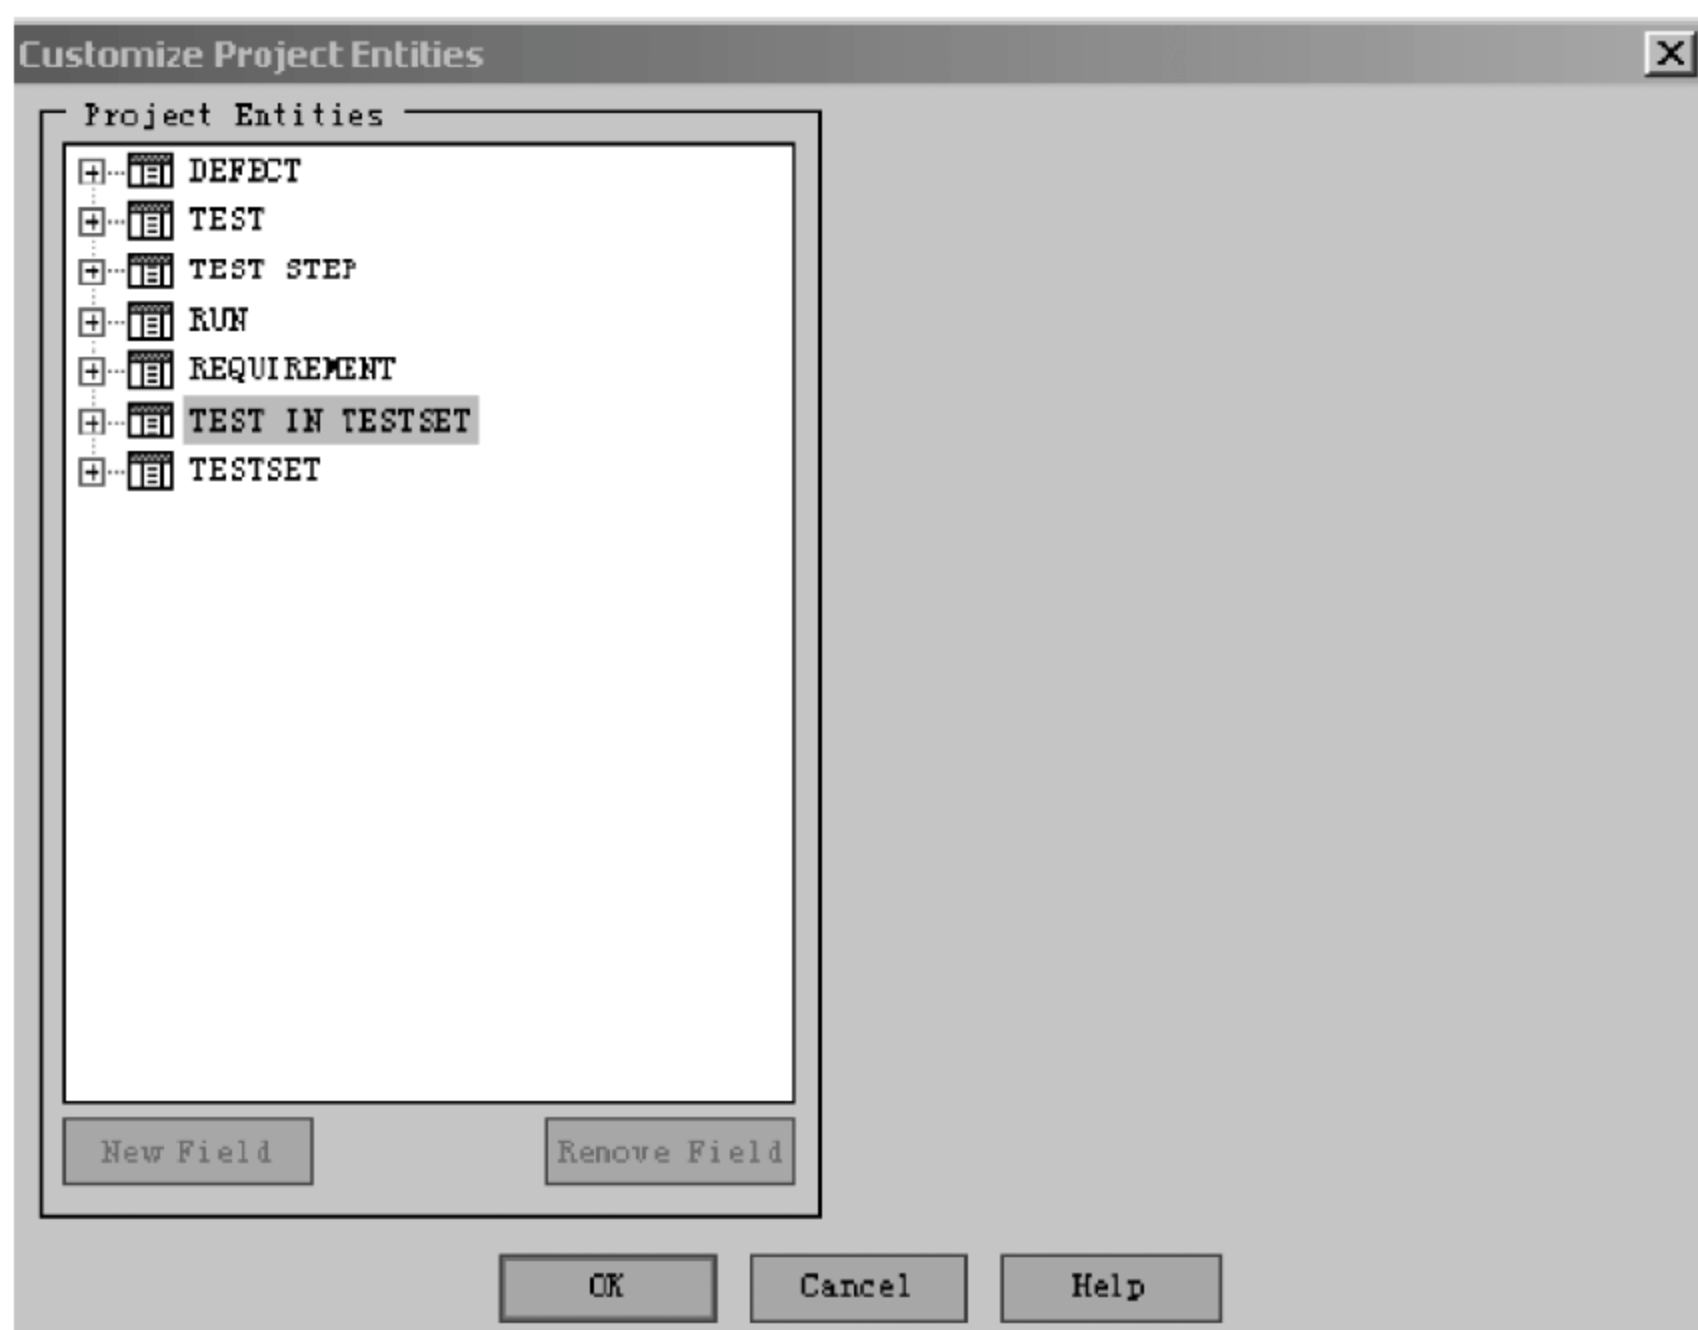 Customize Project Entities
Project Entities
DEFECT
TEST
TEST STEP
RUN
REQUIREMENT
TEST IN TESTSET
TESTSET
New Field
Remove Field
OK
Cancel
Help